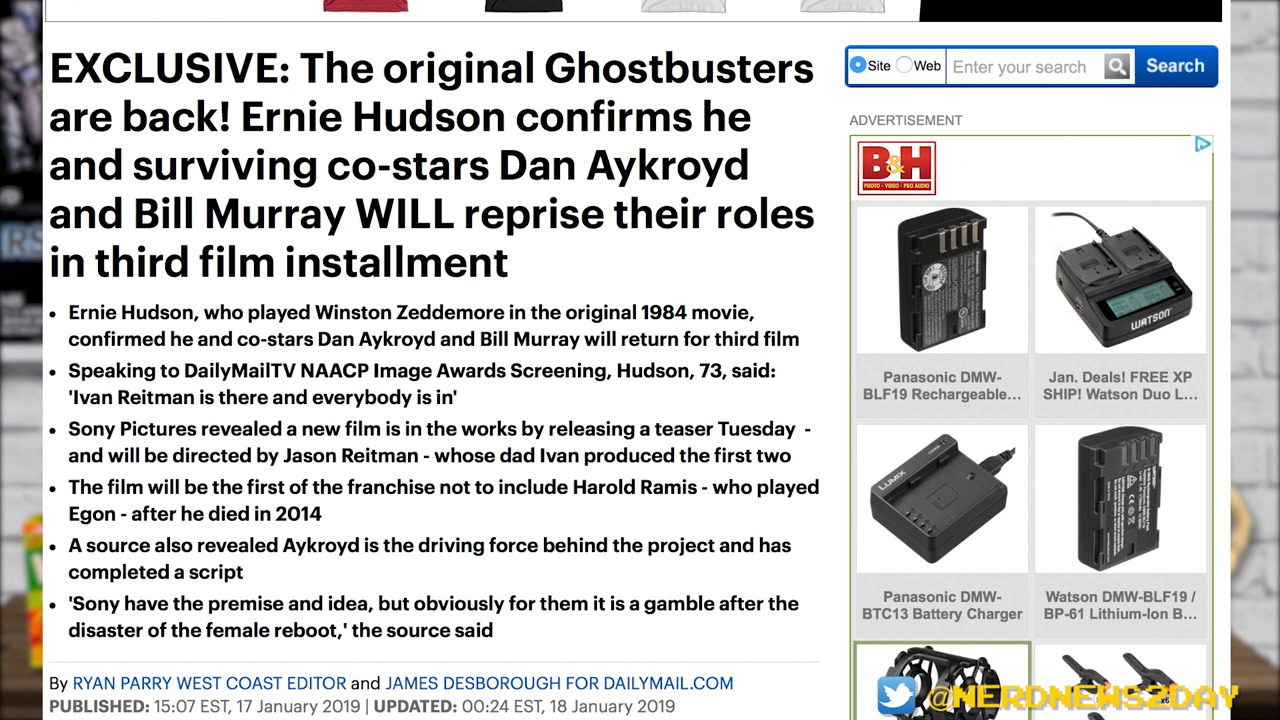 EXCLUSIVE: The original Ghostbusters
are back! Ernie Hudson confirms he
and surviving co-stars Dan Aykroyd
and Bill Murray WILL reprise their roles
in third film installment
• Ernie Hudson, who played Winston Zeddemore in the original 1984 movie,
confirmed he and co-stars Dan Aykroyd and Bill Murray will return for third film
• Speaking to DailyMailTV NAACP Image Awards Screening, Hudson, 73, said:
'Ivan Reitman is there and everybody is in'
• Sony Pictures revealed a new film is in the works by releasing a teaser Tuesday -
and will be directed by Jason Reitman - whose dad Ivan produced the first two
• The film will be the first of the franchise not to include Harold Ramis - who played
Egon - after he died in 2014
• A source also revealed Aykroyd is the driving force behind the project and has
completed a script
• 'Sony have the premise and idea, but obviously for them it is a gamble after the
disaster of the female reboot,' the source said
By RYAN PARRY WEST COAST EDITOR and JAMES DESBOROUGH FOR DAILYMAIL.COM
PUBLISHED: 15:07 EST, 17 January 2019 | UPDATED: 00:24 EST, 18 January 2019
Site Web Enter your search Search
ADVERTISEMENT
B&H
PHOTO - VIDEO - PRO AUDIO
WATSON
Panasonic DMW-
BLF19 Rechargeable...
Jan. Deals! FREE XP
SHIP! Watson Duo L...
LUMIX
Panasonic DMW-
BTC13 Battery Charger
Watson DMW-BLF19 /
BP-61 Lithium-Ion B...
@NERDNEWS2DAY